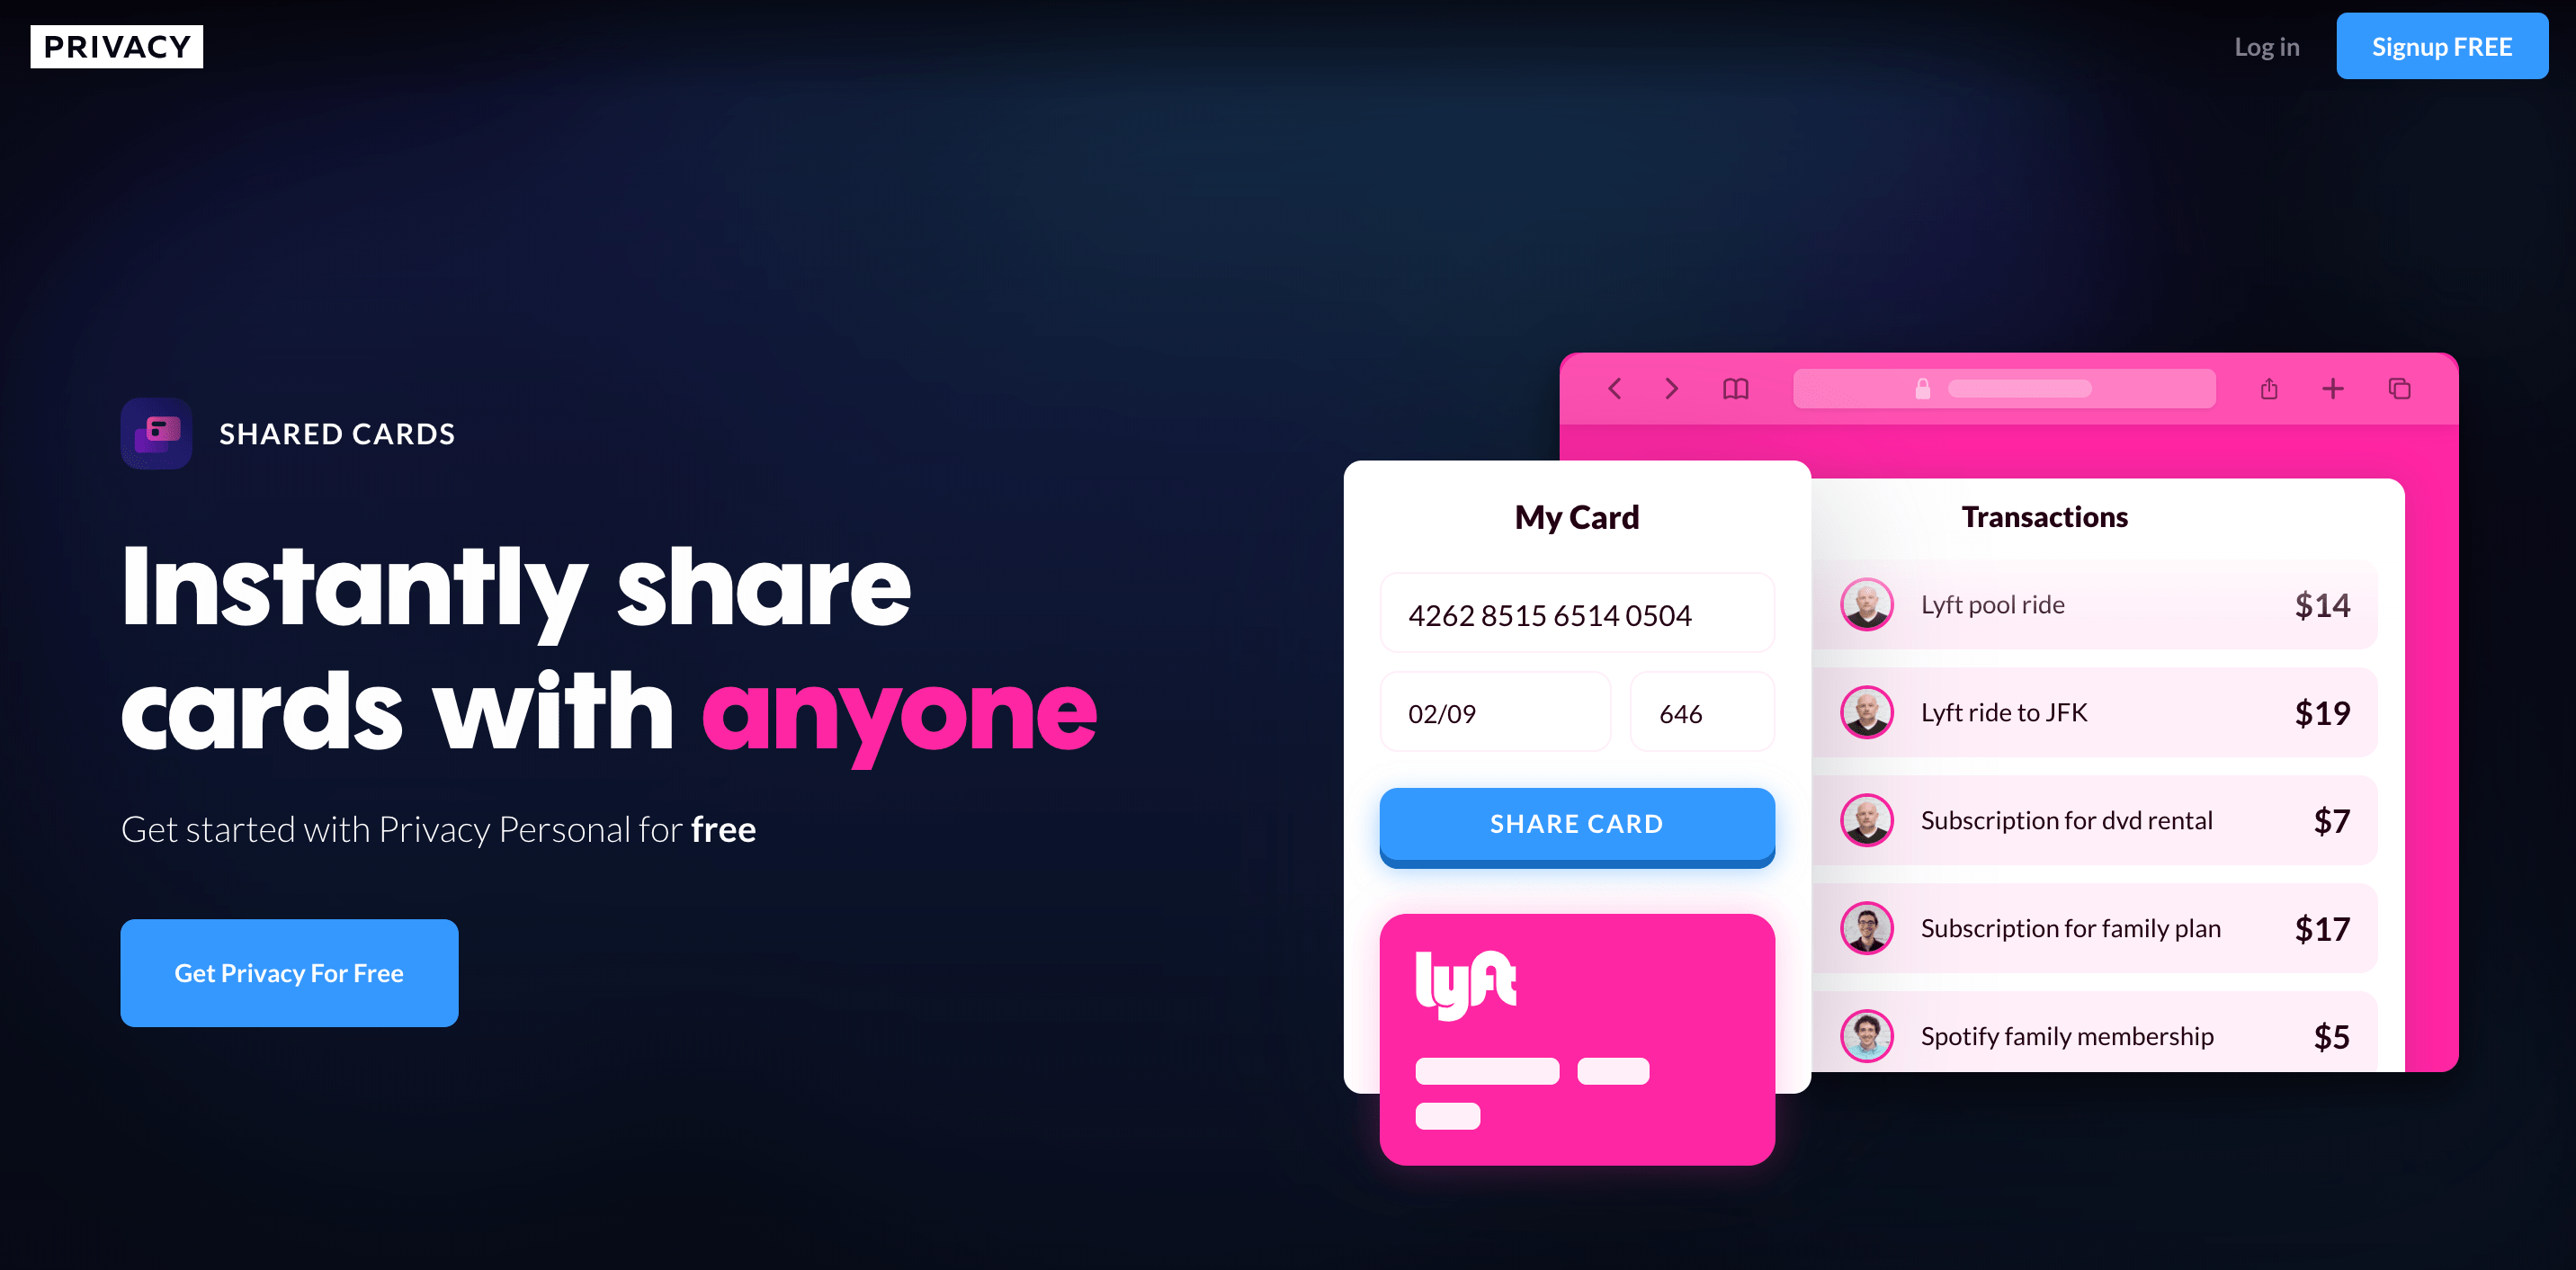 PRIVACY
Log in
Signup FREE
SHARED CARDS
Instantly share
cards with anyone
Get started with Privacy Personal for free
Get Privacy For Free
My Card
4262 8515 6514 0504
02/09
646
SHARE CARD
lyft
Transactions
Lyft pool ride
$14
Lyft ride to JFK
$19
Subscription for dvd rental
$7
Subscription for family plan
$17
Spotify family membership
$5